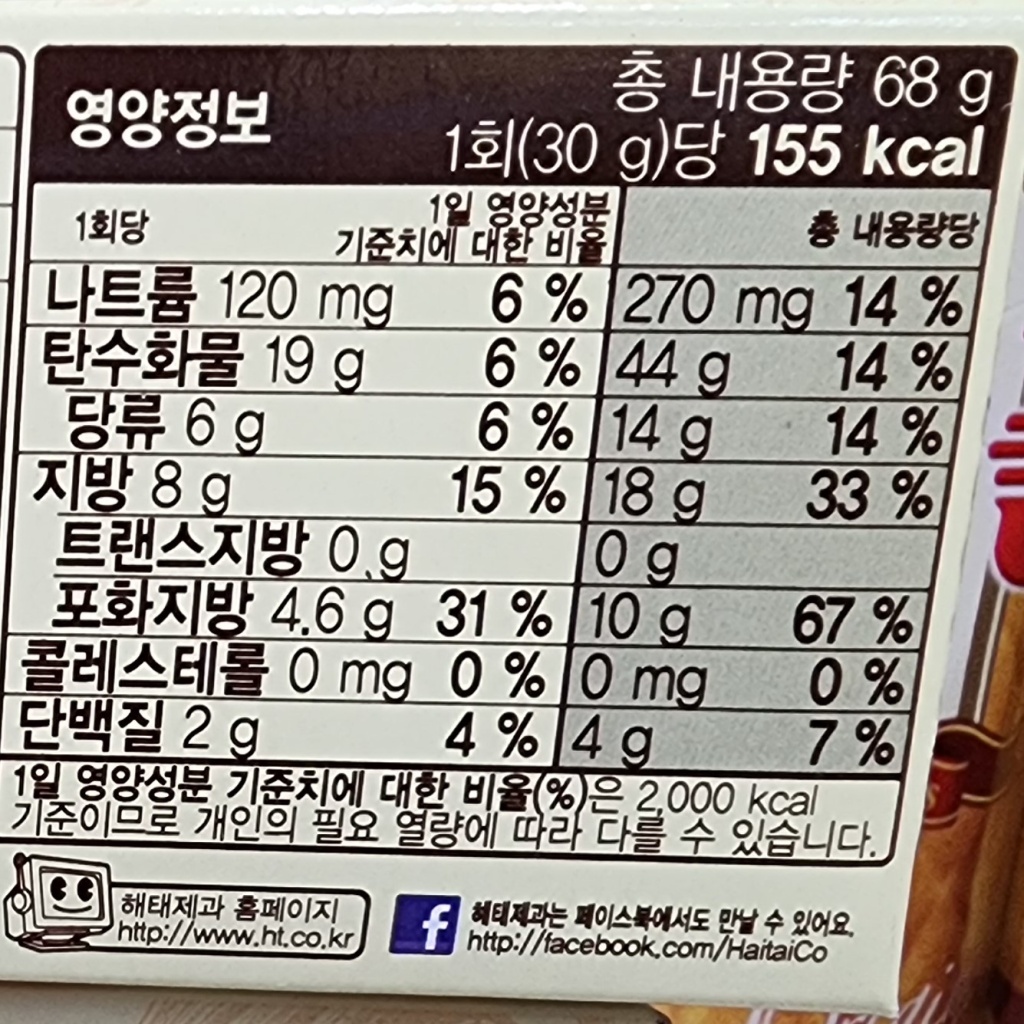 영양정보
총 내용량 68 g
1회(30 g)당 155 kcal
1회당 1일 영양성분 기준치에 대한 비율 총 내용량당
나트륨 120 mg 6 % 270 mg 14 %
탄수화물 19 g 6 % 44 g 14 %
당류 6 g 6 % 14 g 14 %
지방 8 g 15 % 18 g 33 %
트랜스지방 0 g 0 g
포화지방 4.6 g 31 % 10 g 67 %
콜레스테롤 0 mg 0 % 0 mg 0 %
단백질 2 g 4 % 4 g 7 %
1일 영양성분 기준치에 대한 비율(%)은 2,000 kcal
기준이므로 개인의 필요 열량에 따라 다를 수 있습니다.
해태제과 홈페이지
http://www.ht.co.kr
해태제과는 페이스북에서도 만날 수 있어요.
http://facebook.com/HaitaiCo